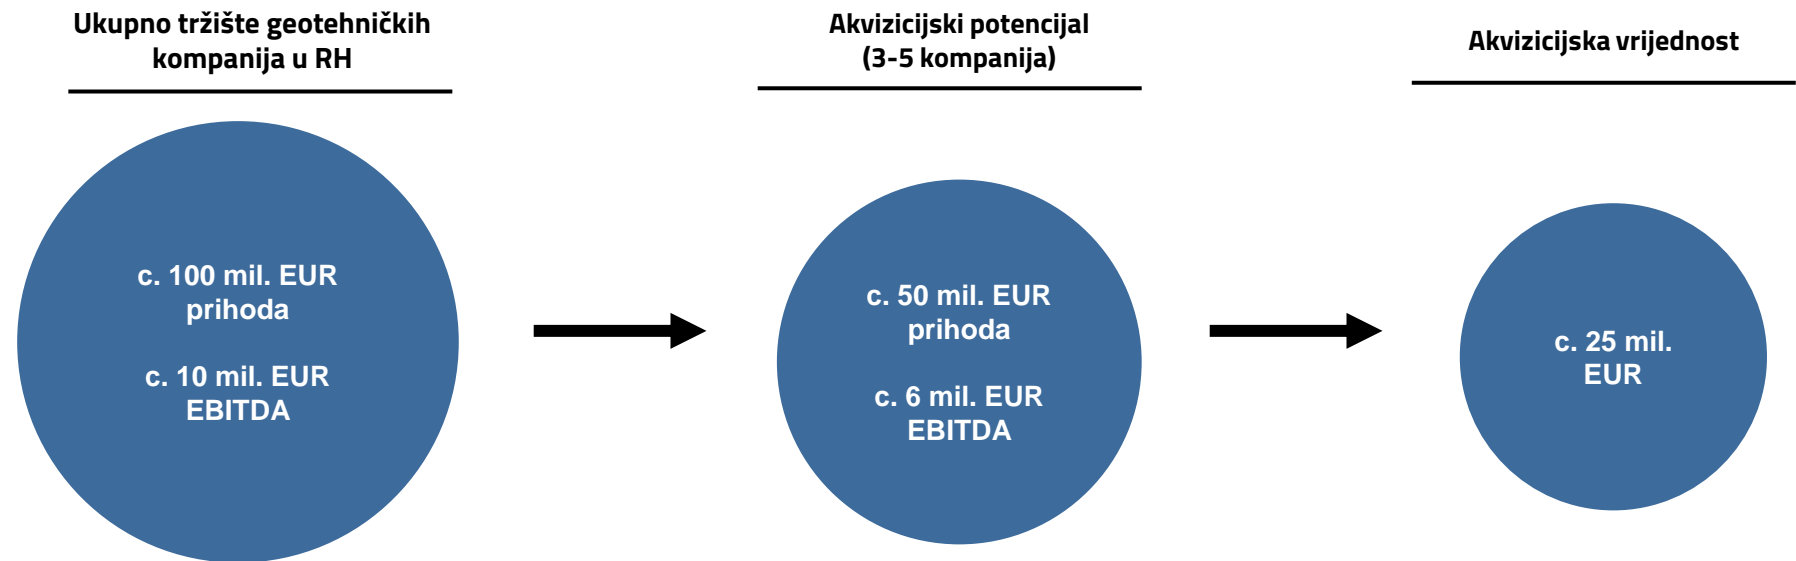 Ukupno tržište geotehničkih
kompanija u RH
c. 100 mil. EUR
prihoda
c. 10 mil. EUR
EBITDA
Akvizicijski potencijal
(3-5 kompanija)
c. 50 mil. EUR
prihoda
c. 6 mil. EUR
EBITDA
Akvizicijska vrijednost
c. 25 mil.
EUR